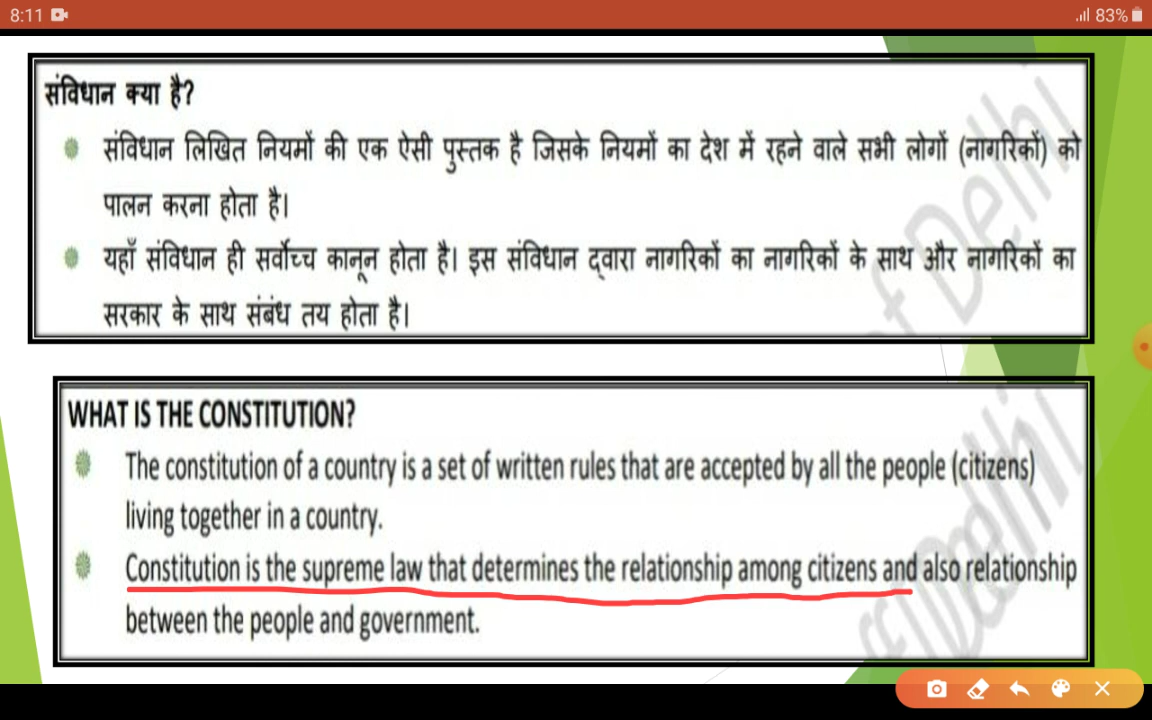 8:11
83%
संविधान क्या है?
संविधान लिखित नियमों की एक ऐसी पुस्तक है जिसके नियमों का देश में रहने वाले सभी लोगों (नागरिकों) को
पालन करना होता है।
यहाँ संविधान ही सर्वोच्च कानून होता है। इस संविधान द्वारा नागरिकों का नागरिकों के साथ और नागरिकों का
सरकार के साथ संबंध तय होता है।
of Delhi
WHAT IS THE CONSTITUTION?
The constitution of a country is a set of written rules that are accepted by all the people (citizens)
living together in a country.
Constitution is the supreme law that determines the relationship among citizens and also relationship
between the people and government.